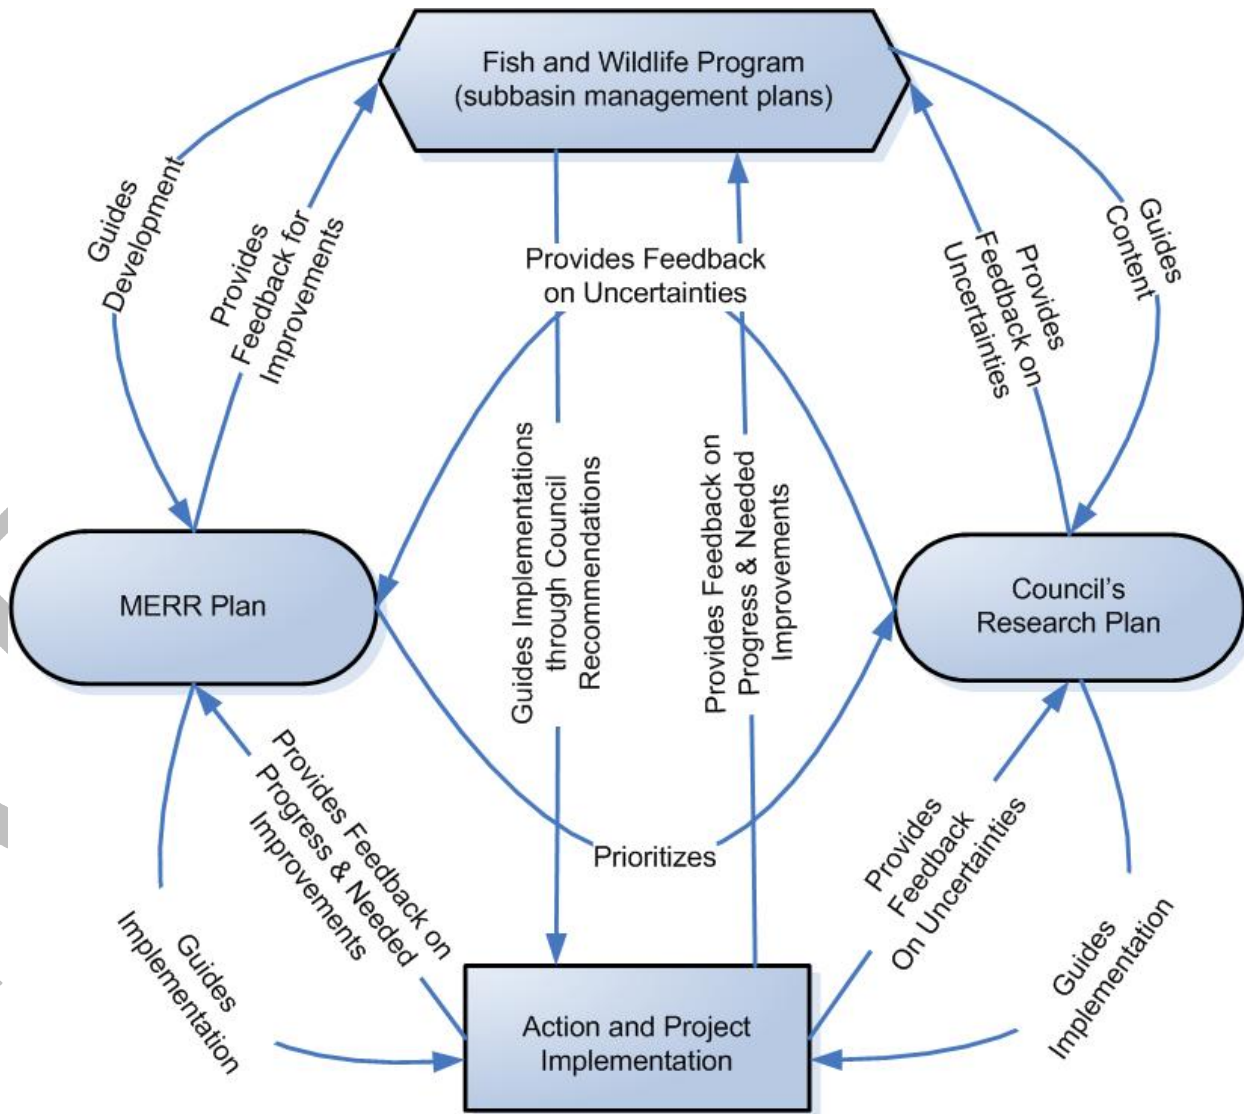 Fish and Wildlife Program
(subbasin management plans)
Guides
Development
Provides
Feedback for
Improvements
Provides Feedback
on Uncertainties
Provides
Feedback on
Uncertainties
Guides
Content
Guides Implementations
through Council
Recommendations
Provides Feedback on
Progress & Needed
Improvements
MERR Plan
Council's
Research Plan
Provides Feedback on
Progress & Needed
Improvements
Prioritizes
Provides
Feedback
On Uncertainties
Guides
Implementation
Guides
Implementation
Action and Project
Implementation